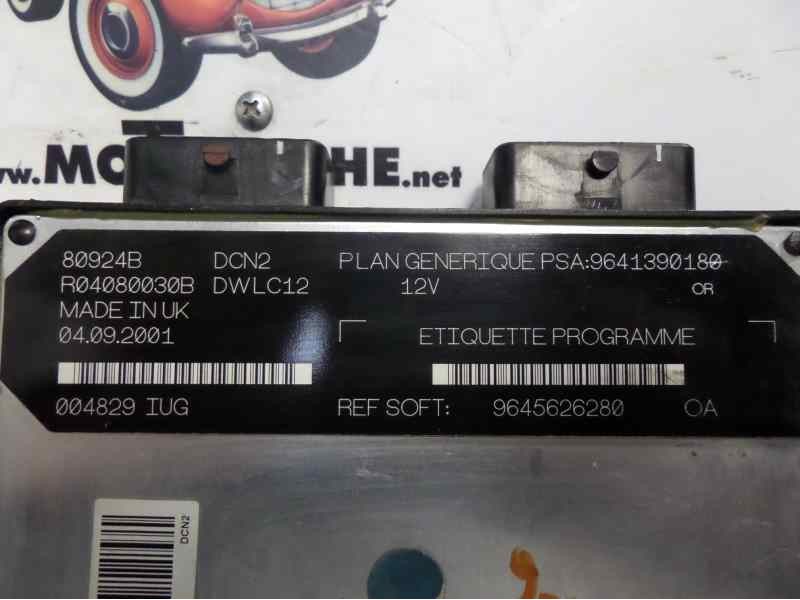 www.MO HE.net
80924B DCN2 PLAN GENERIQUE PSA:9641390180
R04080030B DWLC12 12V OR
MADE IN UK
04.09.2001 ETIQUETTE PROGRAMME
004829 IUG REF SOFT: 9645626280 OA
DCN2